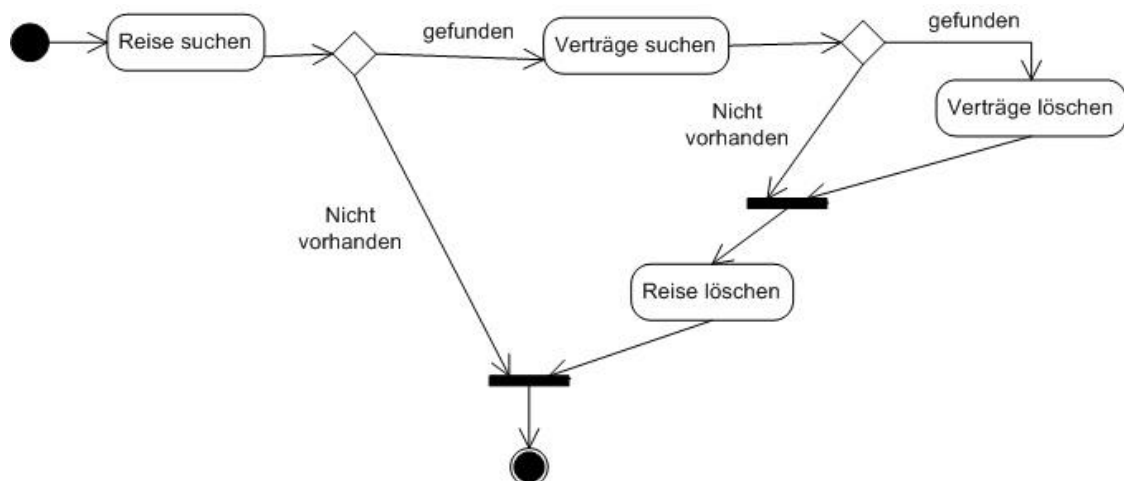 Reise suchen
gefunden
Verträge suchen
gefunden
Verträge löschen
Nicht
vorhanden
Nicht
vorhanden
Reise löschen